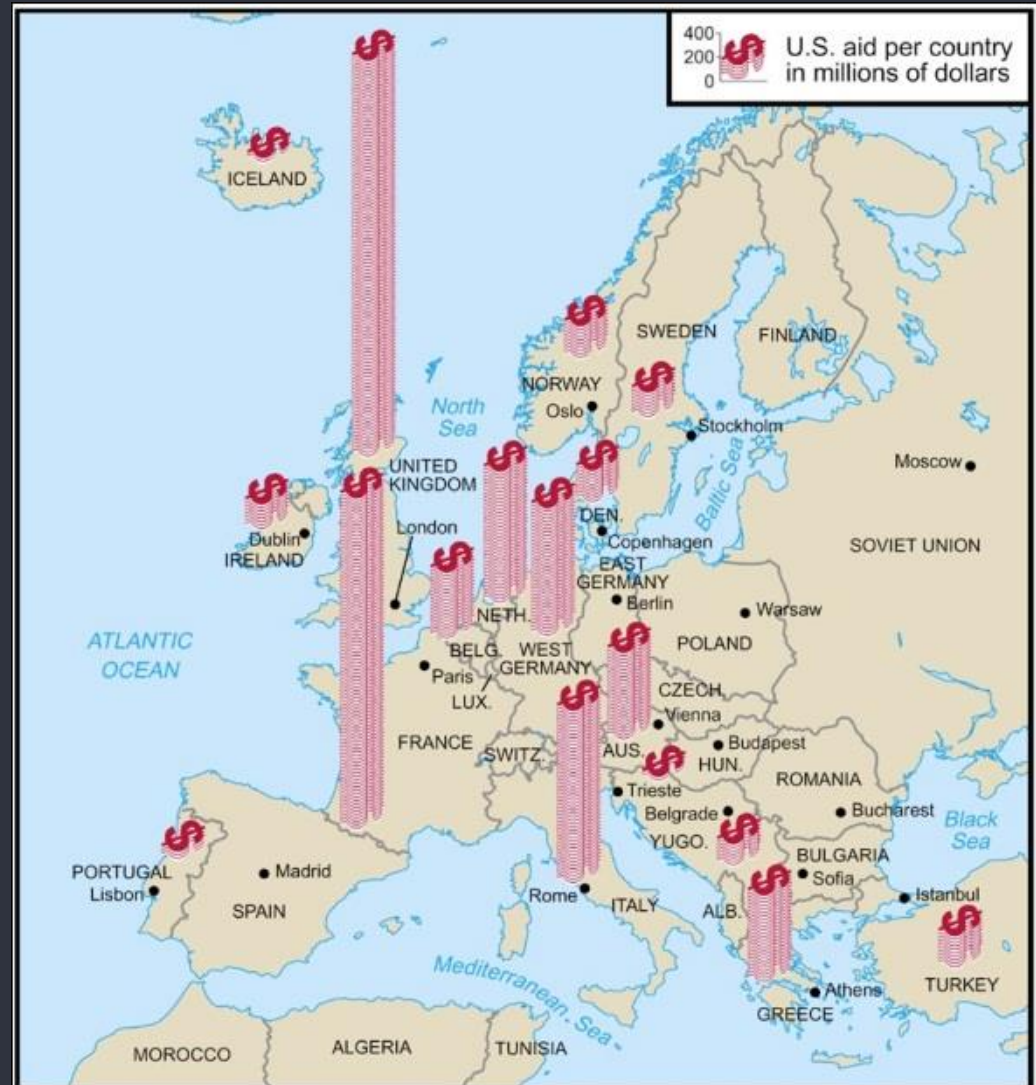 400
200
0
U.S. aid per country
in millions of dollars
$
$
$
ICELAND
$
SWEDEN
FINLAND
$
NORWAY
Oslo
North
Sea
Stockholm
Baltic Sea
Moscow
$
$
UNITED
KINGDOM
$
$
$
DEN.
Copenhagen
London
Dublin
IRELAND
SOVIET UNION
$
EAST
GERMANY
Berlin
Warsaw
NETH.
POLAND
ATLANTIC
OCEAN
BELG.
WEST
GERMANY
$
Paris
LUX.
CZECH.
Vienna
$
FRANCE
SWITZ.
AUS.
$
Budapest
HUN.
ROMANIA
Trieste
Belgrade
Bucharest
Black
Sea
$
$
YUGO.
BULGARIA
Sofia
PORTUGAL
Lisbon
Madrid
SPAIN
Rome
ITALY
ALB.
$
Istanbul
$
TURKEY
Mediterranean Sea
Athens
GREECE
MOROCCO
ALGERIA
TUNISIA